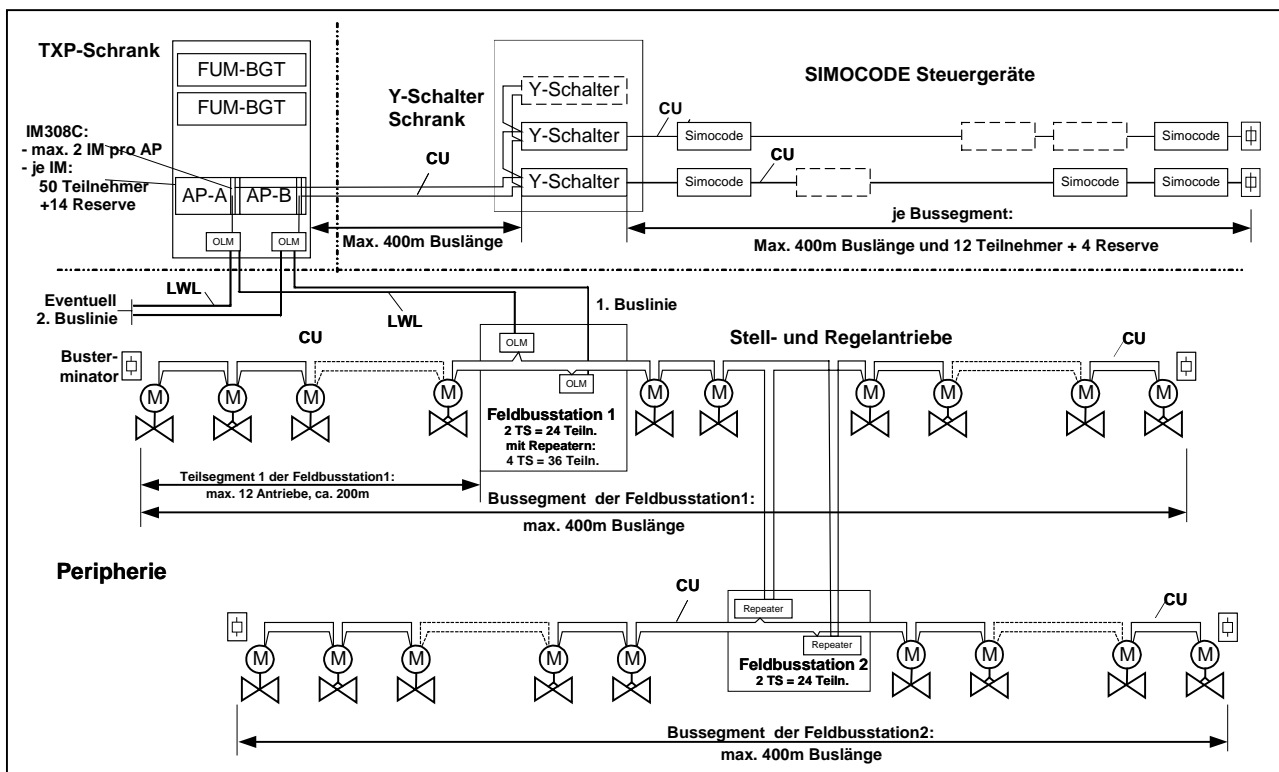 TXP-Schrank
FUM-BGT
FUM-BGT
IM308C:
- max. 2 IM pro AP
- je IM:
50 Teilnehmer
+14 Reserve
AP-A
AP-B
OLM
OLM
Y-Schalter
Schrank
CU
Max. 400m Buslänge
Y-Schalter
Y-Schalter
Y-Schalter
SIMOCODE Steuergeräte
CU
Simocode
Simocode
CU
Simocode
Simocode
Simocode
je Bussegment:
Max. 400m Buslänge und 12 Teilnehmer + 4 Reserve
LWL
Eventuell
2. Buslinie
LWL
1. Buslinie
CU
OLM
Stell- und Regelantriebe
CU
Buster-
minator
OLM
M
M
M
M
M
M
M
M
M
M
Feldbusstation 1
2 TS = 24 Teiln.
mit Repeatern:
4 TS = 36 Teiln.
Teilsegment 1 der Feldbusstation1:
max. 12 Antriebe, ca. 200m
Bussegment der Feldbusstation1:
max. 400m Buslänge
Peripherie
CU
CU
Repeater
Repeater
M
M
M
M
M
M
M
M
M
Feldbusstation 2
2 TS = 24 Teiln.
Bussegment der Feldbusstation2:
max. 400m Buslänge